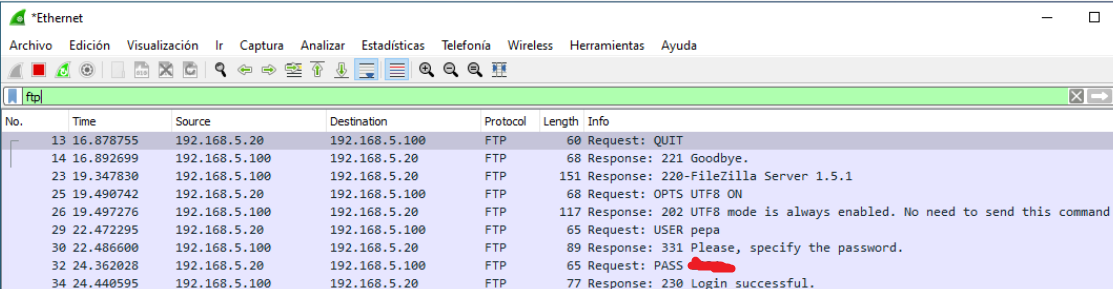 *Ethernet
Archivo Edición Visualización Ir Captura Analizar Estadísticas Telefonía Wireless Herramientas Ayuda
ftp
No. Time Source Destination Protocol Length Info
13 16.878755 192.168.5.20 192.168.5.100 FTP 60 Request: QUIT
14 16.892699 192.168.5.100 192.168.5.20 FTP 68 Response: 221 Goodbye.
23 19.347830 192.168.5.100 192.168.5.20 FTP 151 Response: 220-FileZilla Server 1.5.1
25 19.490742 192.168.5.20 192.168.5.100 FTP 68 Request: OPTS UTF8 ON
26 19.497276 192.168.5.100 192.168.5.20 FTP 117 Response: 202 UTF8 mode is always enabled. No need to send this command
29 22.472295 192.168.5.20 192.168.5.100 FTP 65 Request: USER pepa
30 22.486600 192.168.5.100 192.168.5.20 FTP 89 Response: 331 Please, specify the password.
32 24.362028 192.168.5.20 192.168.5.100 FTP 65 Request: PASS
34 24.440595 192.168.5.100 192.168.5.20 FTP 77 Response: 230 Login successful.